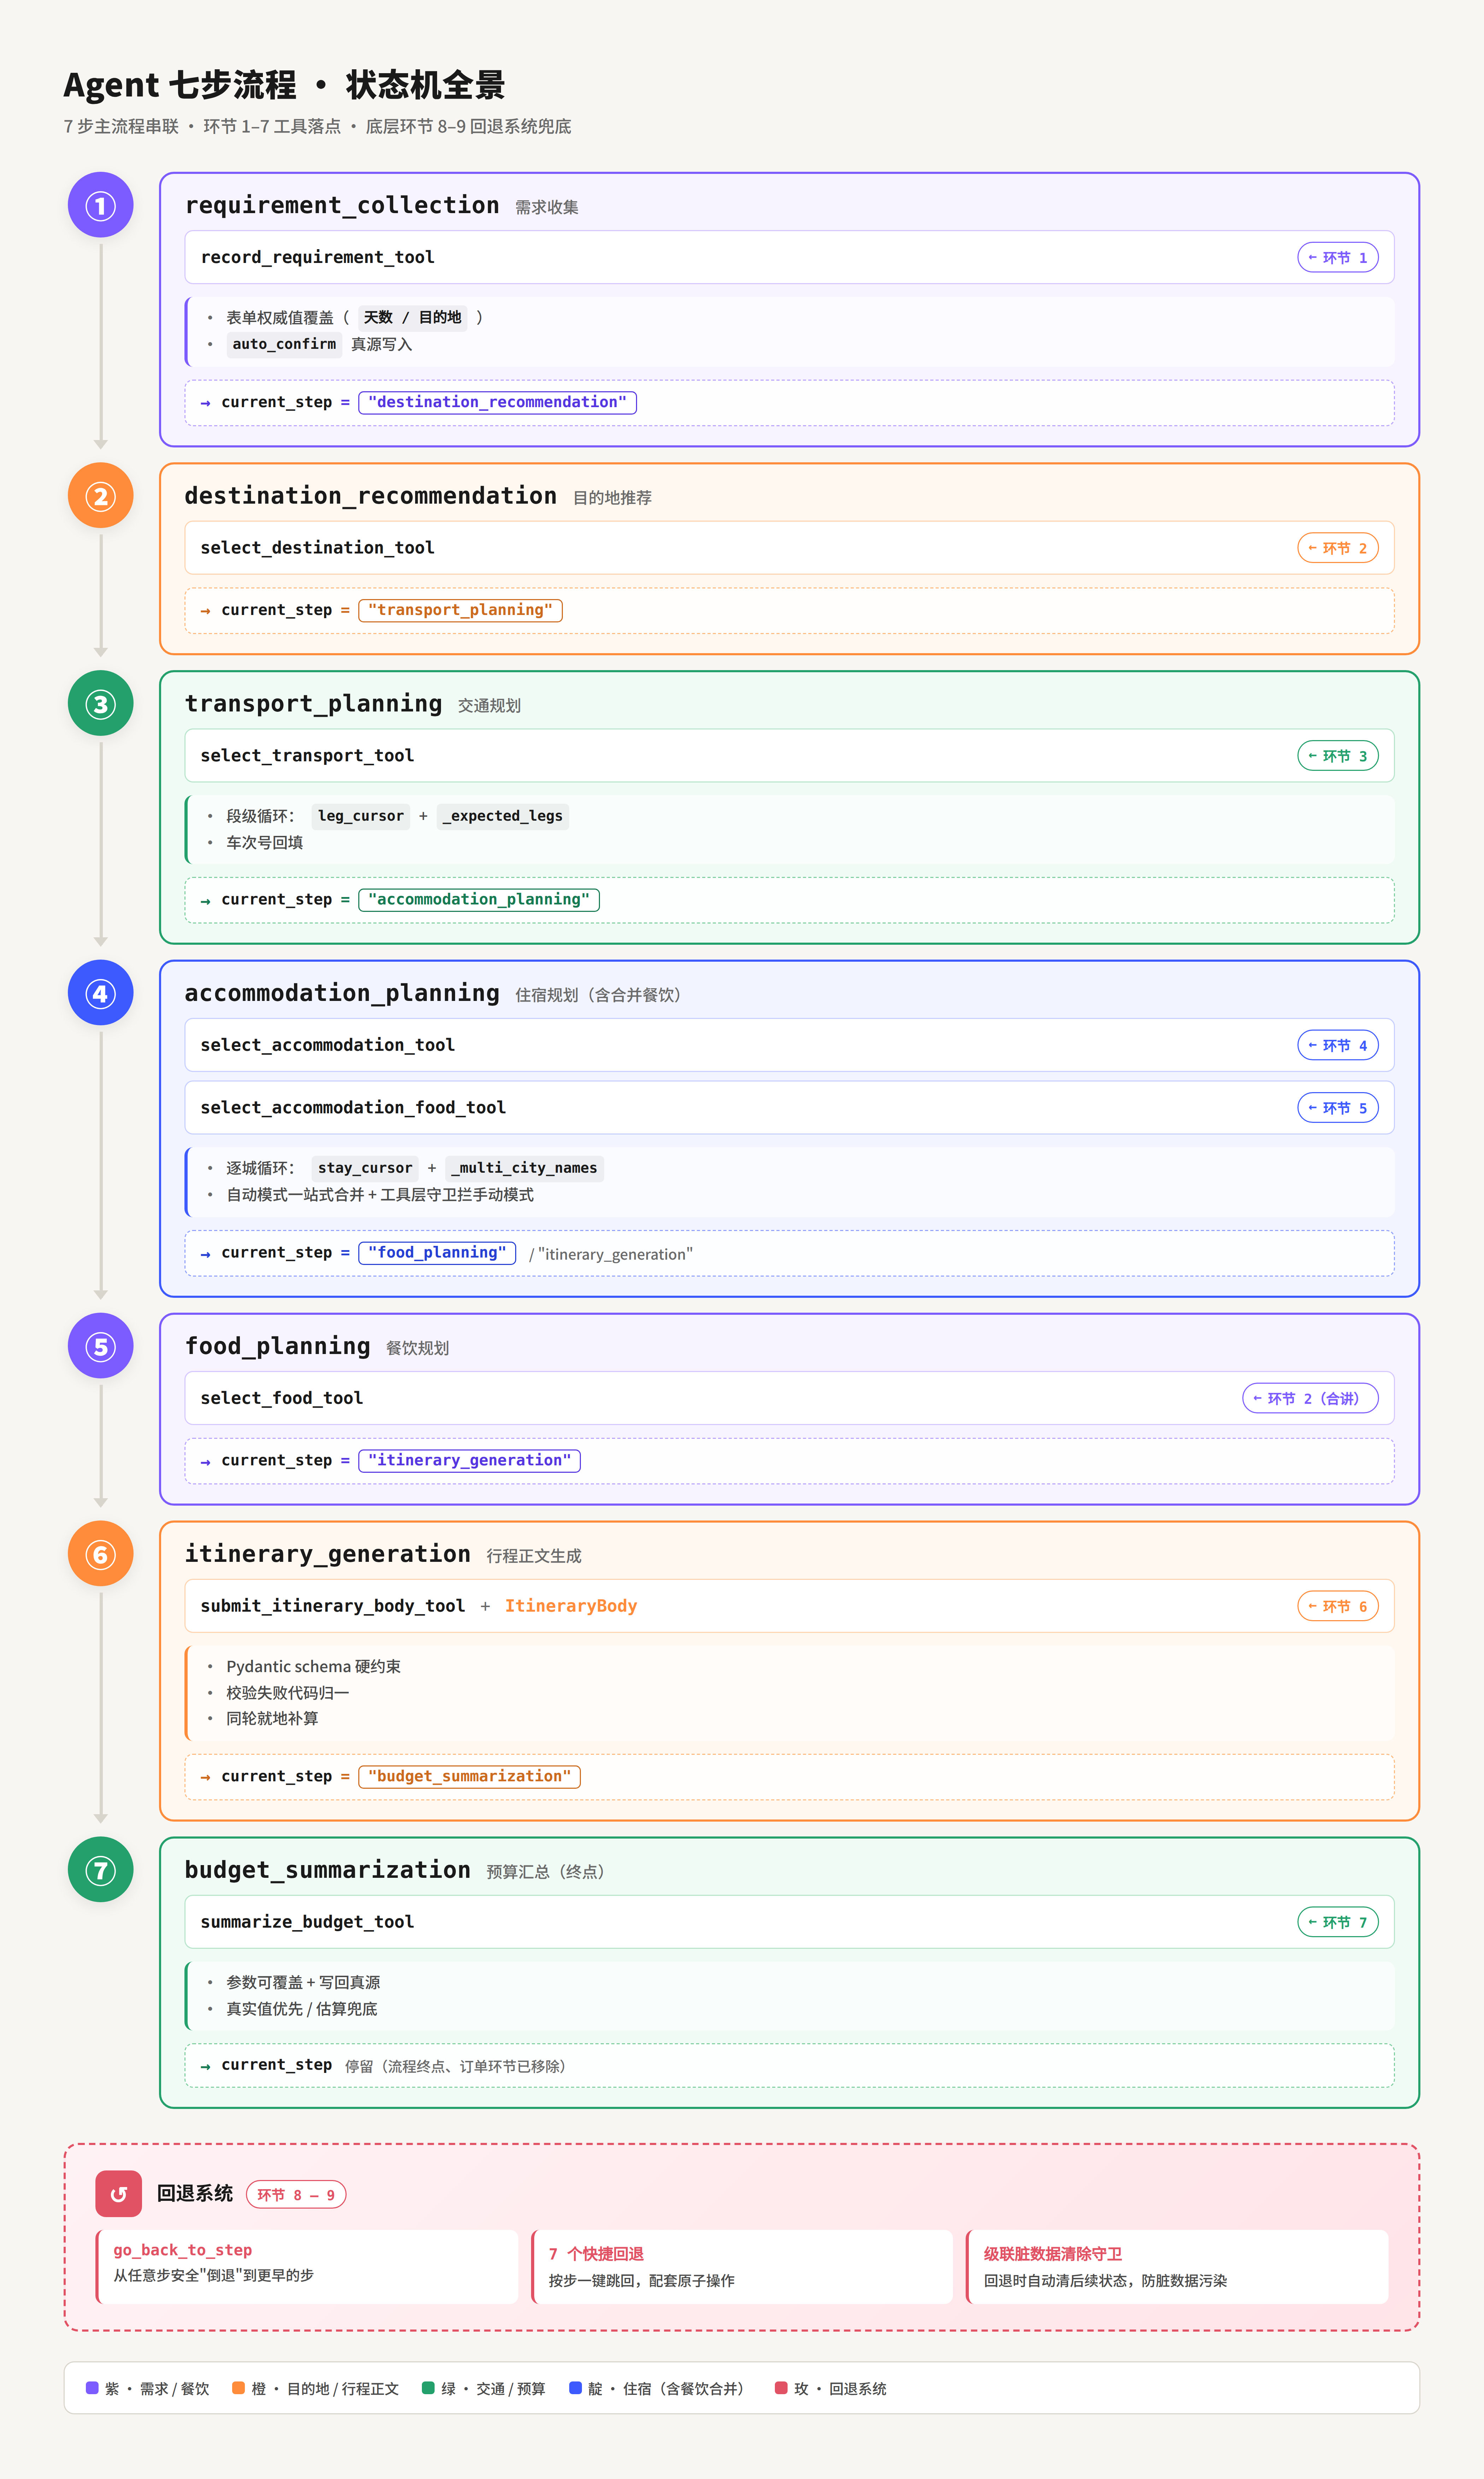 Agent 七步流程 • 状态机全景
7 步主流程串联 • 环节 1–7 工具落点 • 底层环节 8–9 回退系统兜底
①
requirement_collection 需求收集
record_requirement_tool ← 环节 1
• 表单权威值覆盖（ 天数 / 目的地 ）
• auto_confirm 真源写入
→ current_step = "destination_recommendation"
②
destination_recommendation 目的地推荐
select_destination_tool ← 环节 2
→ current_step = "transport_planning"
③
transport_planning 交通规划
select_transport_tool ← 环节 3
• 段级循环： leg_cursor + _expected_legs
• 车次号回填
→ current_step = "accommodation_planning"
④
accommodation_planning 住宿规划（含合并餐饮）
select_accommodation_tool ← 环节 4
select_accommodation_food_tool ← 环节 5
• 逐城循环： stay_cursor + _multi_city_names
• 自动模式一站式合并 + 工具层守卫拦手动模式
→ current_step = "food_planning" / "itinerary_generation"
⑤
food_planning 餐饮规划
select_food_tool ← 环节 2（合讲）
→ current_step = "itinerary_generation"
⑥
itinerary_generation 行程正文生成
submit_itinerary_body_tool + ItineraryBody ← 环节 6
• Pydantic schema 硬约束
• 校验失败代码归一
• 同轮就地补算
→ current_step = "budget_summarization"
⑦
budget_summarization 预算汇总（终点）
summarize_budget_tool ← 环节 7
• 参数可覆盖 + 写回真源
• 真实值优先 / 估算兜底
→ current_step 停留（流程终点、订单环节已移除）
↺ 回退系统 环节 8 – 9
go_back_to_step
从任意步安全"倒退"到更早的步
7 个快捷回退
按步一键跳回，配套原子操作
级联脏数据清除守卫
回退时自动清后续状态，防脏数据污染
紫 • 需求 / 餐饮 橙 • 目的地 / 行程正文 绿 • 交通 / 预算 靛 • 住宿（含餐饮合并） 玫 • 回退系统